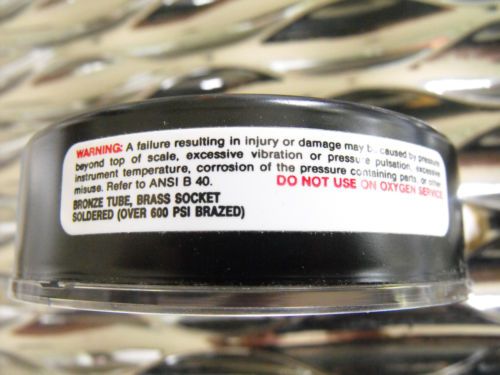 WARNING: A failure resulting in injury or damage may be caused by pressure
beyond top of scale, excessive vibration or pressure pulsation, excessive
instrument temperature, corrosion of the pressure containing parts, or other
misuse. Refer to ANSI B 40. DO NOT USE ON OXYGEN SERVICE
BRONZE TUBE, BRASS SOCKET
SOLDERED (OVER 600 PSI BRAZED)